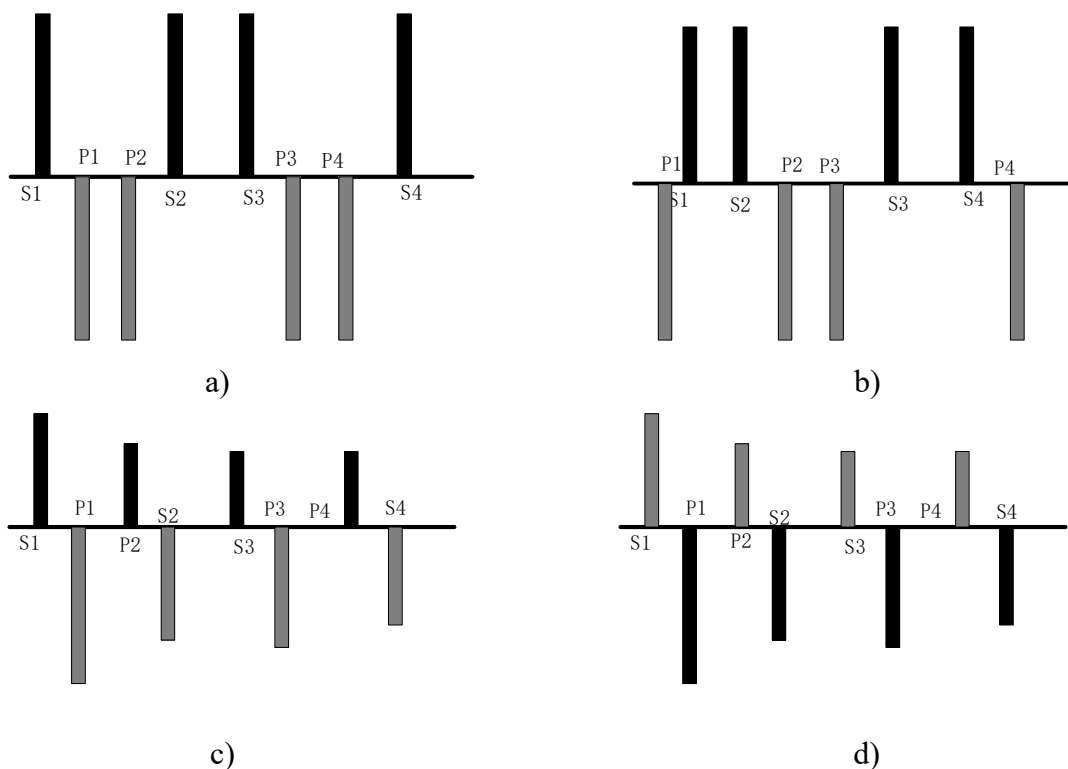 P1 P2 P3 P4
S1 S2 S3 S4
a)
P1 P2 P3 P4
S1 S2 S3 S4
b)
P1 S2 P3 P4 S4
S1 P2 S3
c)
P1 S2 P3 P4 S4
S1 P2 S3
d)